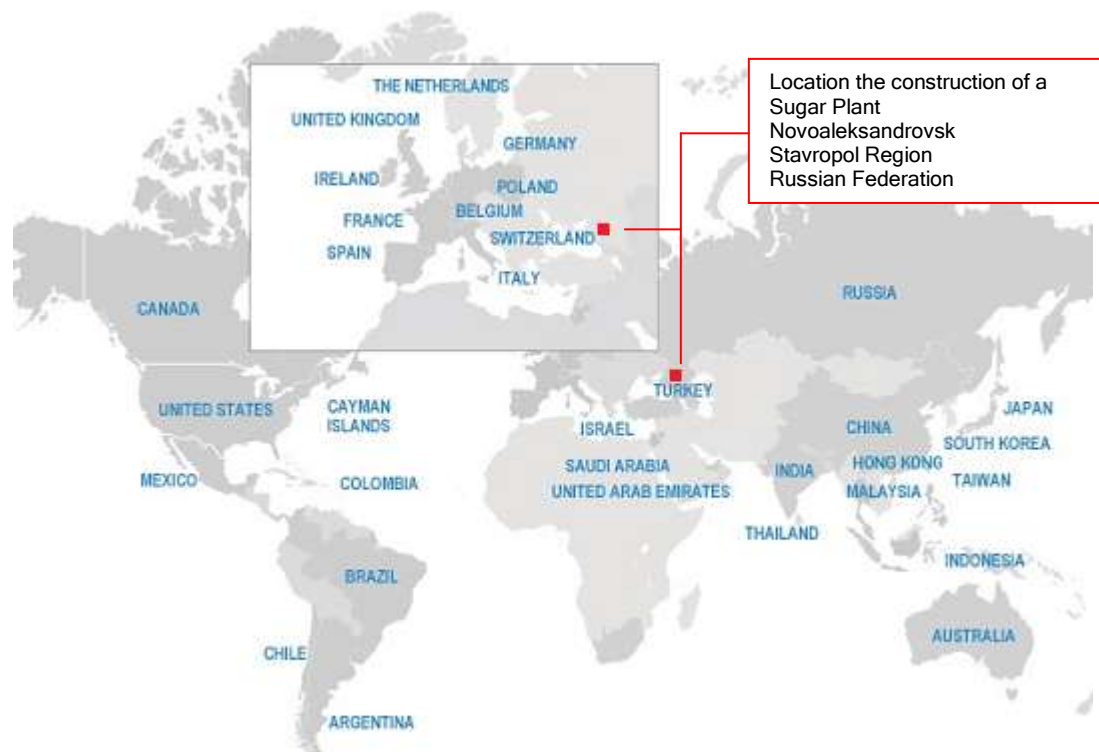 THE NETHERLANDS
UNITED KINGDOM
GERMANY
IRELAND
POLAND
BELGIUM
FRANCE
SWITZERLAND
SPAIN
ITALY
Location the construction of a
Sugar Plant
Novoaleksandrovsk
Stavropol Region
Russian Federation
CANADA
RUSSIA
UNITED STATES
CAYMAN
ISLANDS
TURKEY
ISRAEL
JAPAN
CHINA
SOUTH KOREA
MEXICO
COLOMBIA
SAUDI ARABIA
UNITED ARAB EMIRATES
INDIA
HONG KONG
TAIWAN
MALAYSIA
THAILAND
INDONESIA
BRAZIL
AUSTRALIA
CHILE
ARGENTINA